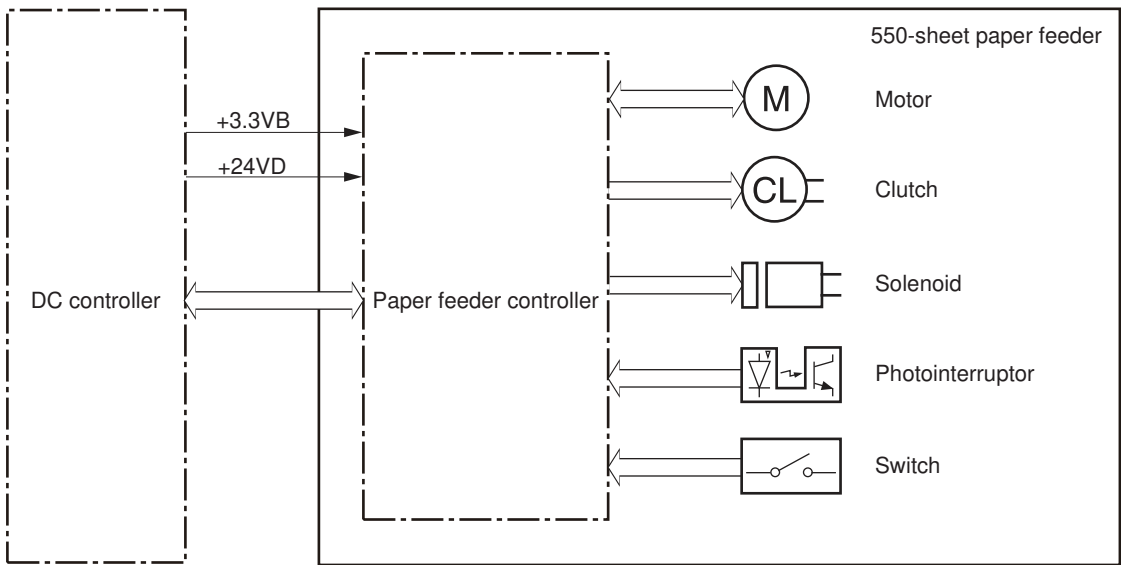 550-sheet paper feeder
M
Motor
+3.3VB
+24VD
CL
Clutch
DC controller
Paper feeder controller
Solenoid
Photointerruptor
Switch